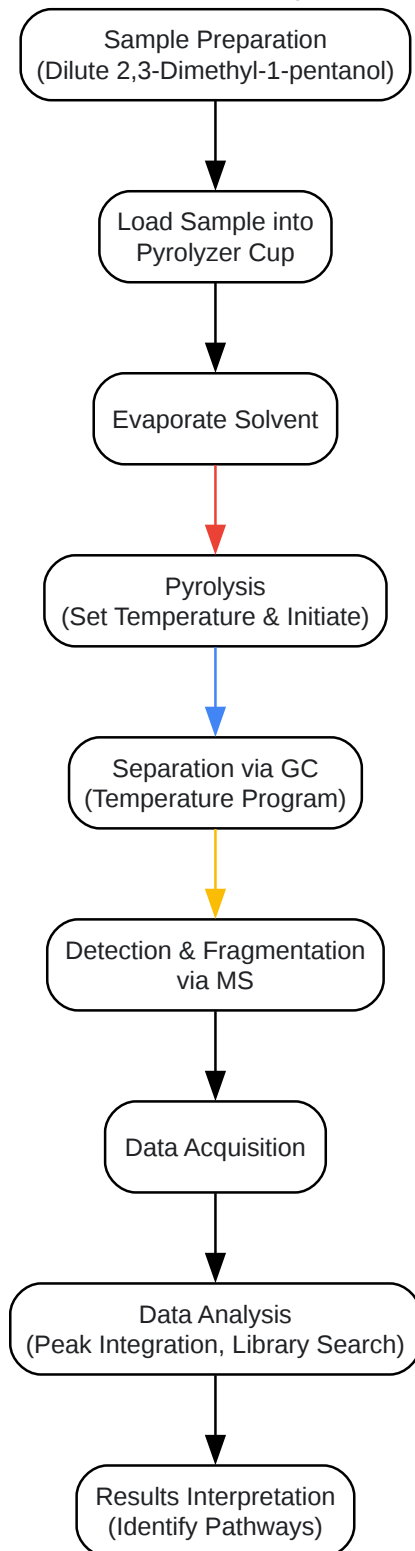 Sample Preparation
(Dilute 2,3-Dimethyl-1-pentanol)
Load Sample into
Pyrolyzer Cup
Evaporate Solvent
Pyrolysis
(Set Temperature & Initiate)
Separation via GC
(Temperature Program)
Detection & Fragmentation
via MS
Data Acquisition
Data Analysis
(Peak Integration, Library Search)
Results Interpretation
(Identify Pathways)